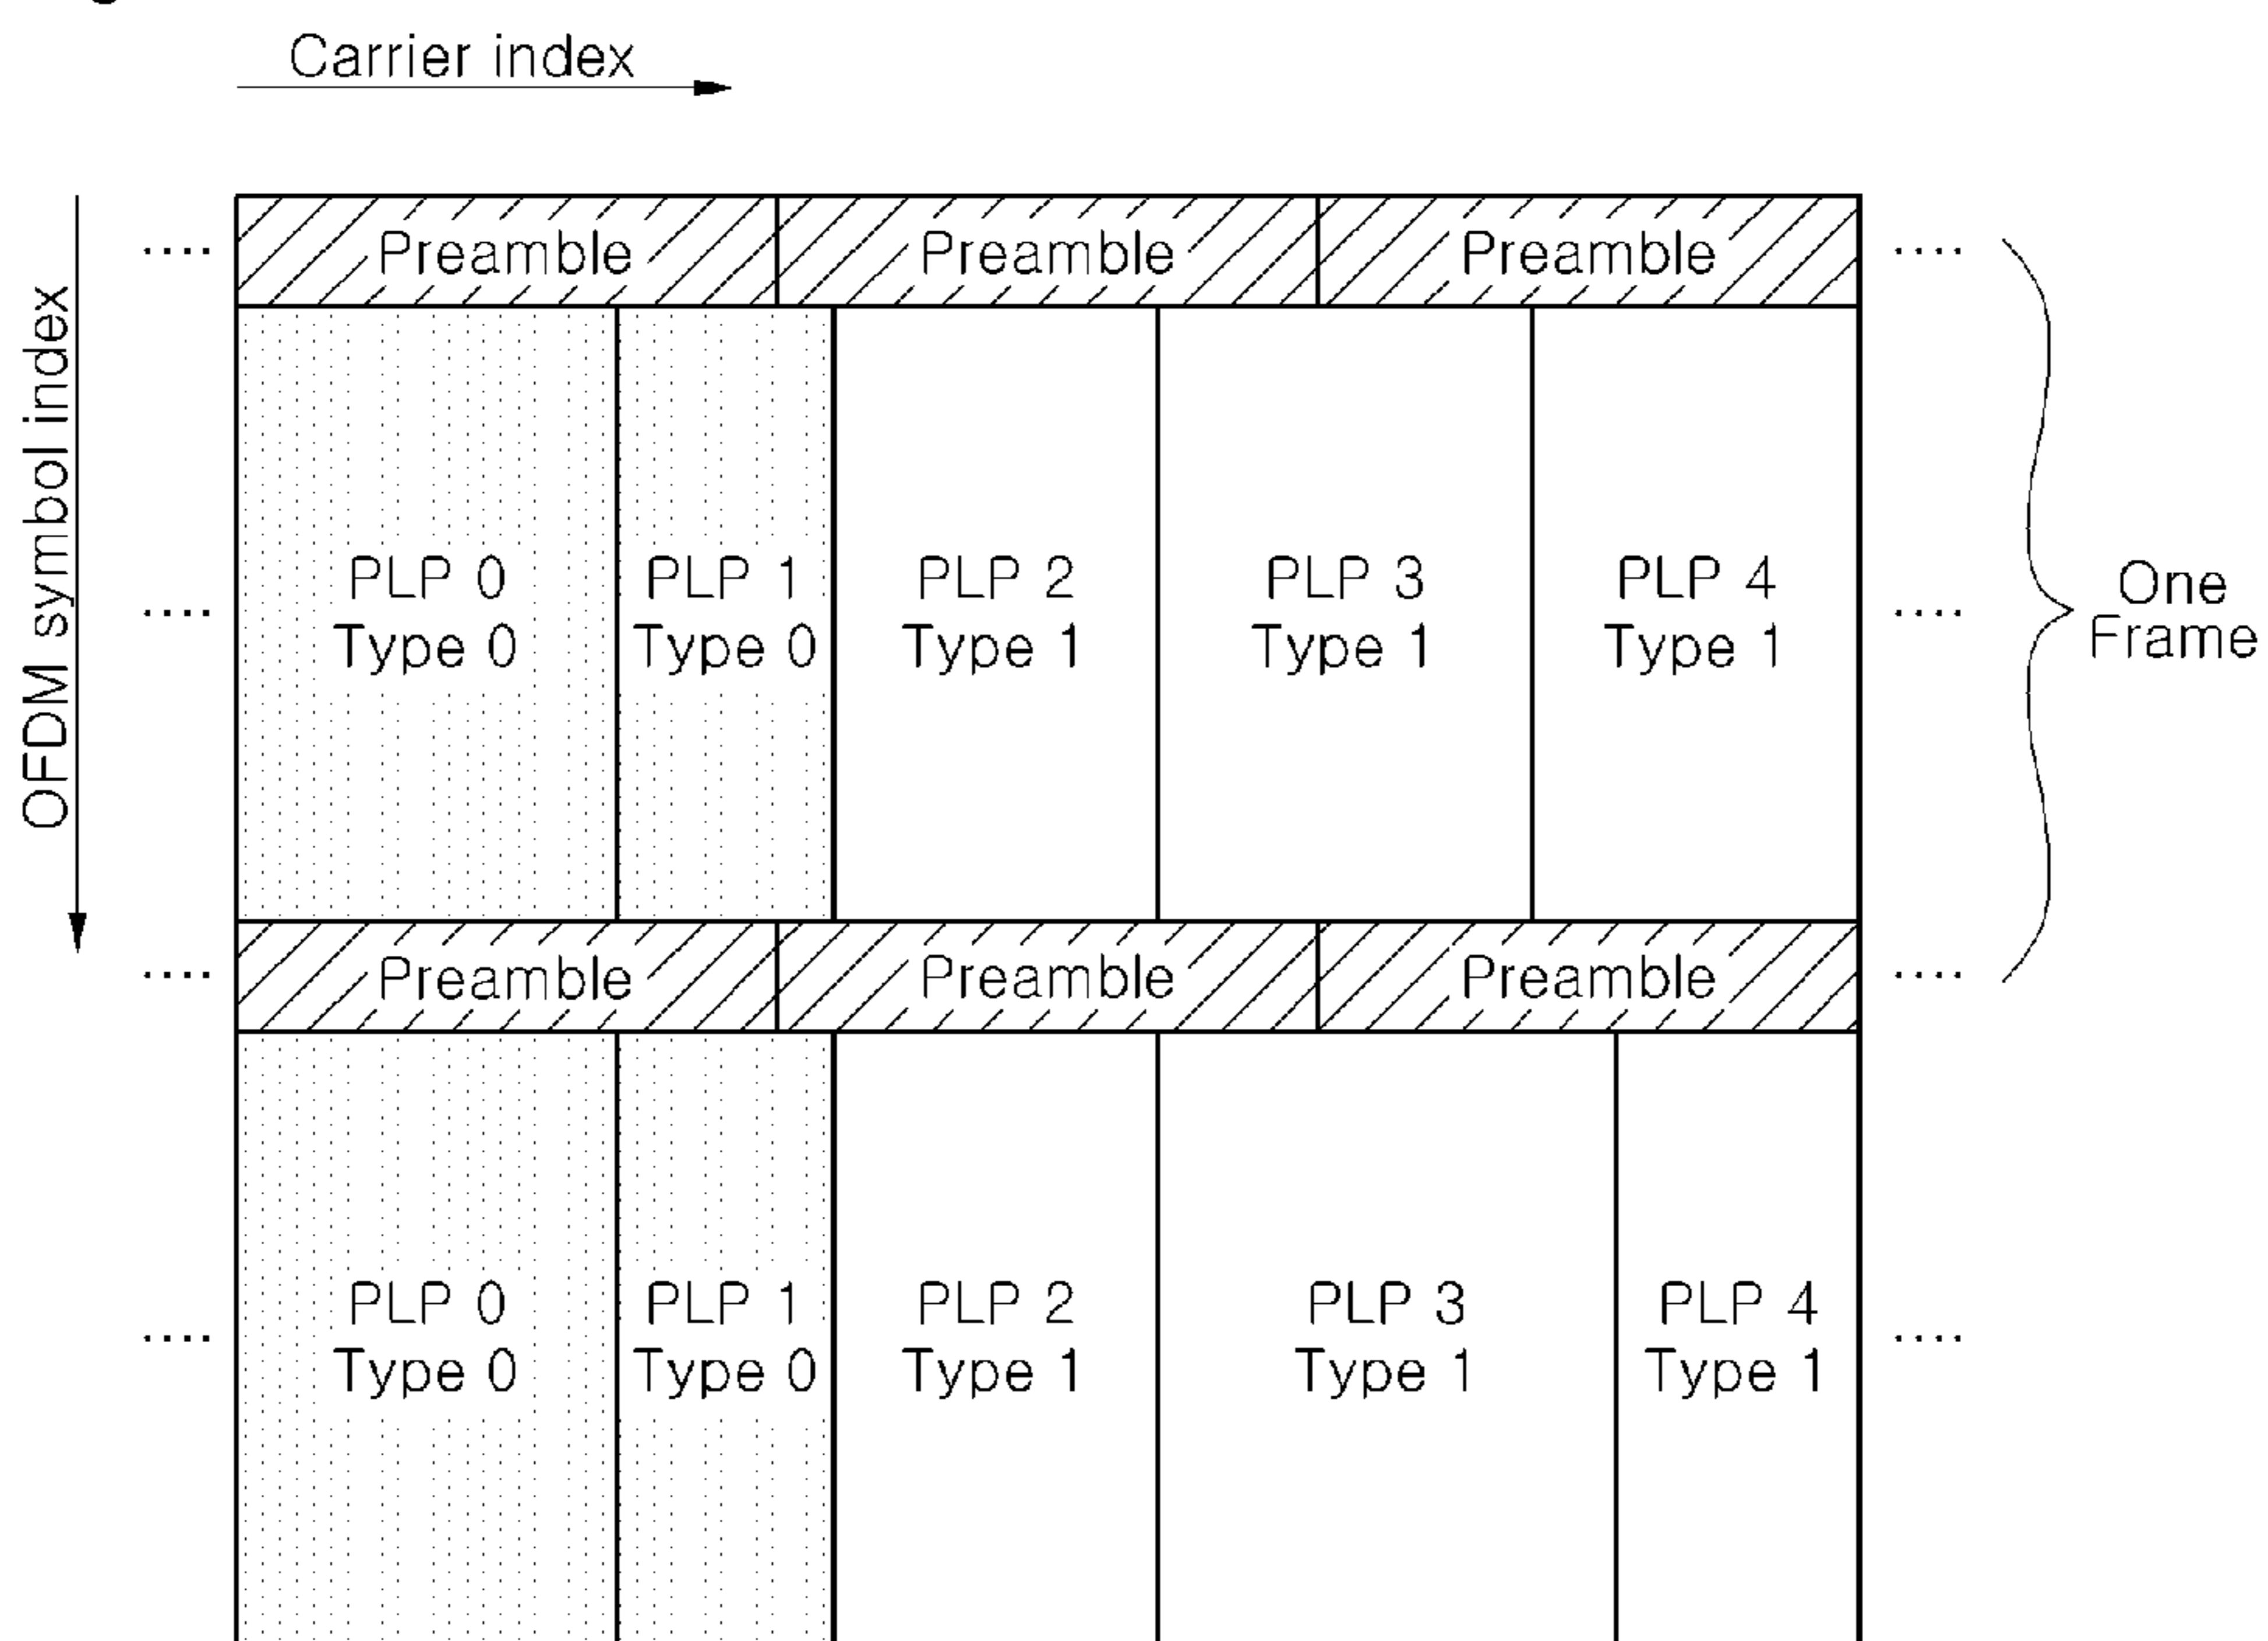 Carrier index
OFDM symbol index
.... Preamble Preamble Preamble ....
.... PLP 0 PLP 1 PLP 2 PLP 3 PLP 4 ....
Type 0 Type 0 Type 1 Type 1 Type 1
One
Frame
.... Preamble Preamble Preamble ....
.... PLP 0 PLP 1 PLP 2 PLP 3 PLP 4 ....
Type 0 Type 0 Type 1 Type 1 Type 1